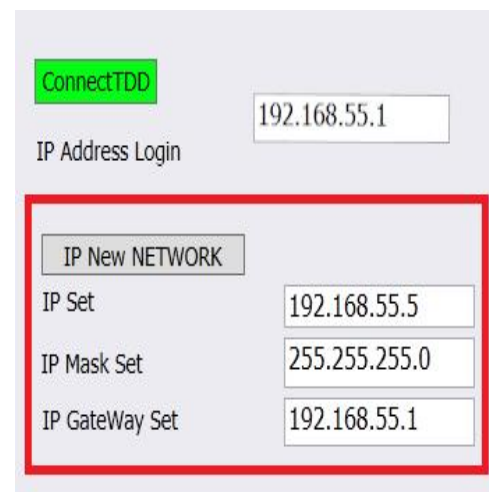 ConnectTDD
192.168.55.1
IP Address Login
IP New NETWORK
IP Set
192.168.55.5
IP Mask Set
255.255.255.0
IP GateWay Set
192.168.55.1